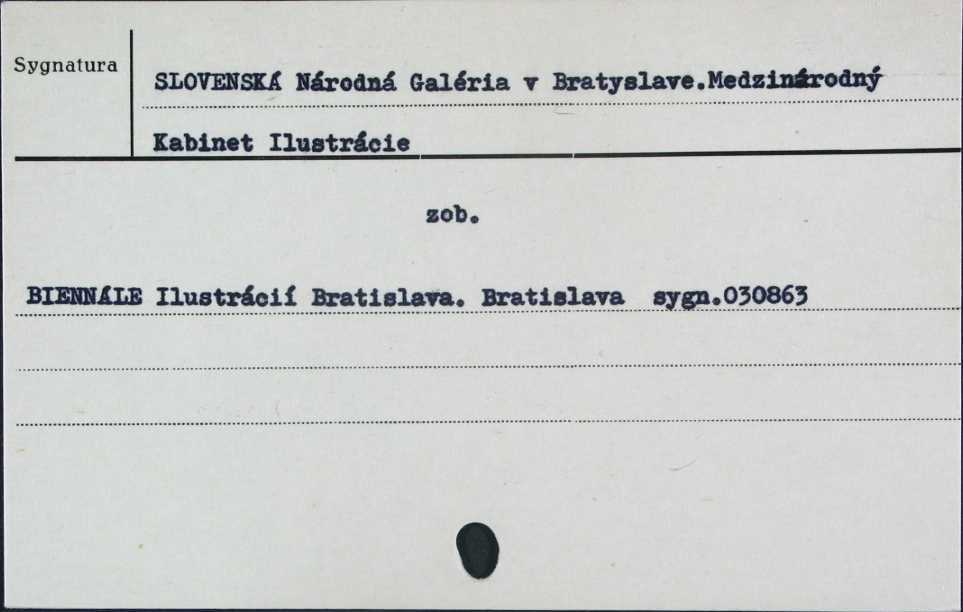 Sygnatura
SLOVENSKÁ Národná Galéria v Bratyslave.Medzinárodný
Kabinet Ilustrácie
zob.
BIENNÁLE Ilustrácií Bratislava. Bratislava sygn.030863